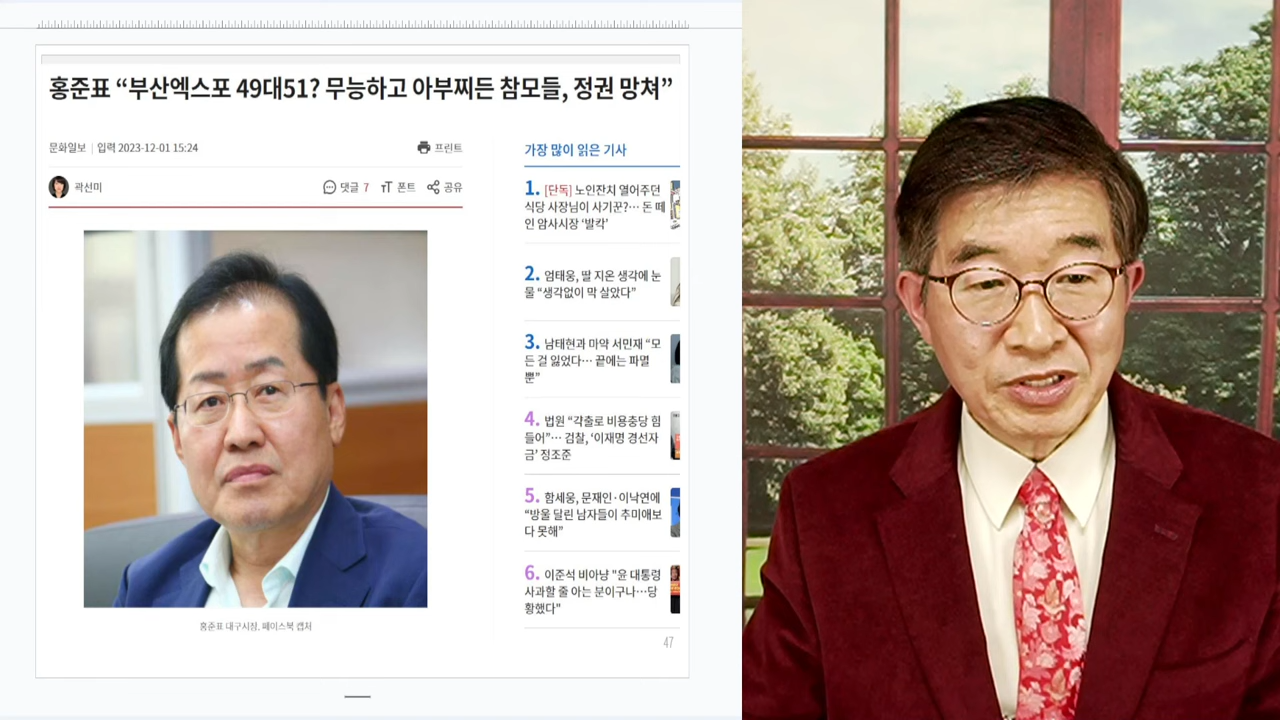 홍준표 “부산엑스포 49대51? 무능하고 아부찌든 참모들, 정권 망쳐”
문화일보 | 입력 2023-12-01 15:24
프린트
곽선미
댓글 7
폰트
공유
홍준표 대구시장. 페이스북 캡처
가장 많이 읽은 기사
1. [단독] 노인잔치 열어주던
식당 사장님이 사기꾼?… 돈 떼
인 암사시장 ‘발칵’
2. 엄태웅, 딸 지온 생각에 눈
물 “생각없이 막 살았다”
3. 남태현과 마약 서민재 “모
든 걸 잃었다… 끝에는 파멸
뿐”
4. 법원 “각출로 비용충당 힘
들어”… 검찰, ‘이재명 경선자
금’ 정조준
5. 함세웅, 문재인·이낙연에
“방울 달린 남자들이 추미애보
다 못해”
6. 이준석 비아냥 "윤 대통령
사과할 줄 아는 분이구나…당
황했다"
47